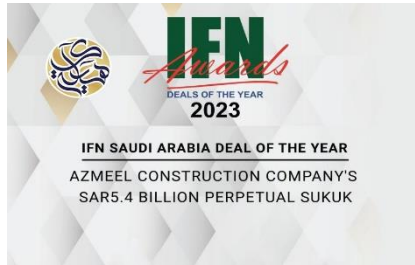 IFN
Awards
DEALS OF THE YEAR
2023
IFN SAUDI ARABIA DEAL OF THE YEAR
AZMEEL CONSTRUCTION COMPANY'S
SAR5.4 BILLION PERPETUAL SUKUK